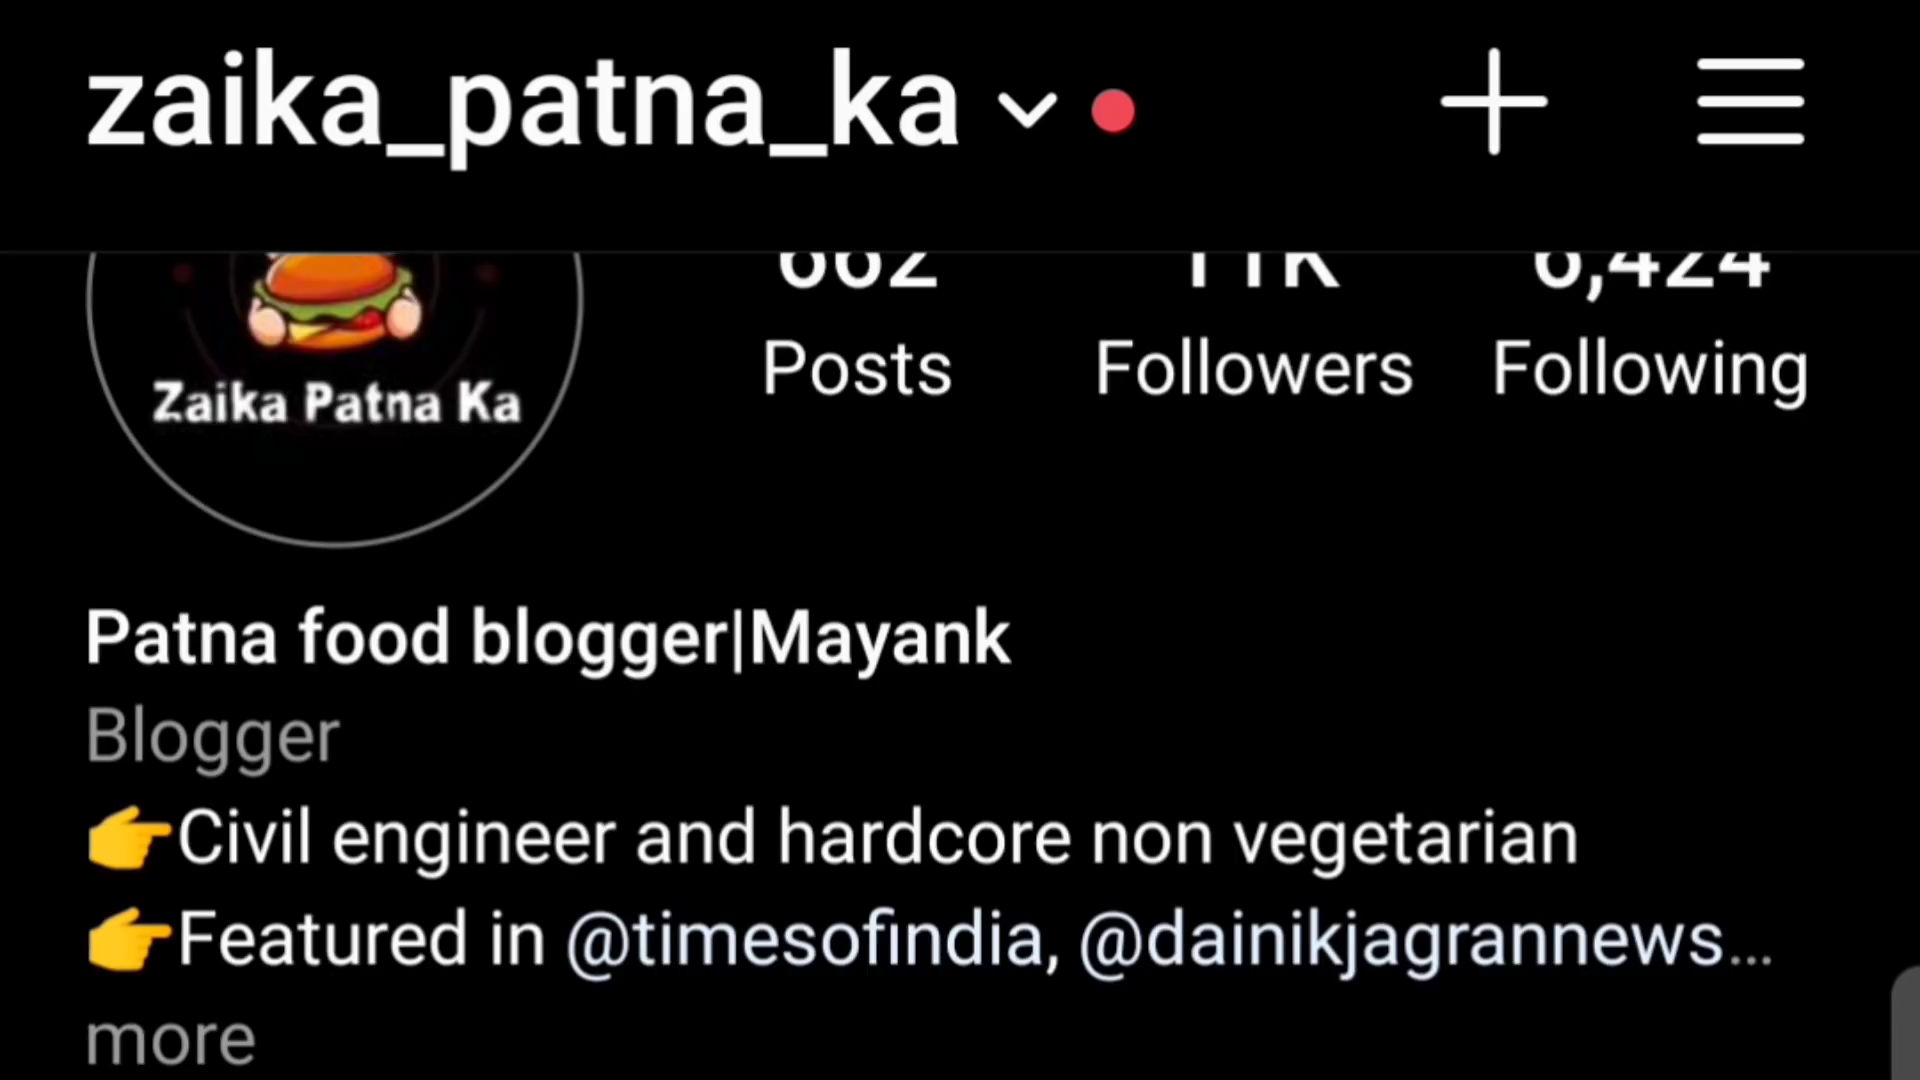 zaika_patna_ka
Zaika Patna Ka
662 11K 6,424
Posts Followers Following
Patna food blogger|Mayank
Blogger
👉Civil engineer and hardcore non vegetarian
👉Featured in @timesofindia, @dainikjagrannews...
more